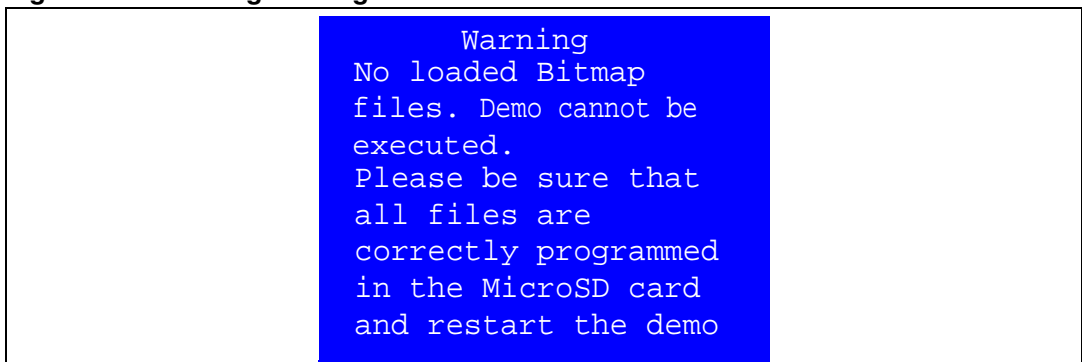 Warning
No loaded Bitmap
files. Demo cannot be
executed.
Please be sure that
all files are
correctly programmed
in the MicroSD card
and restart the demo